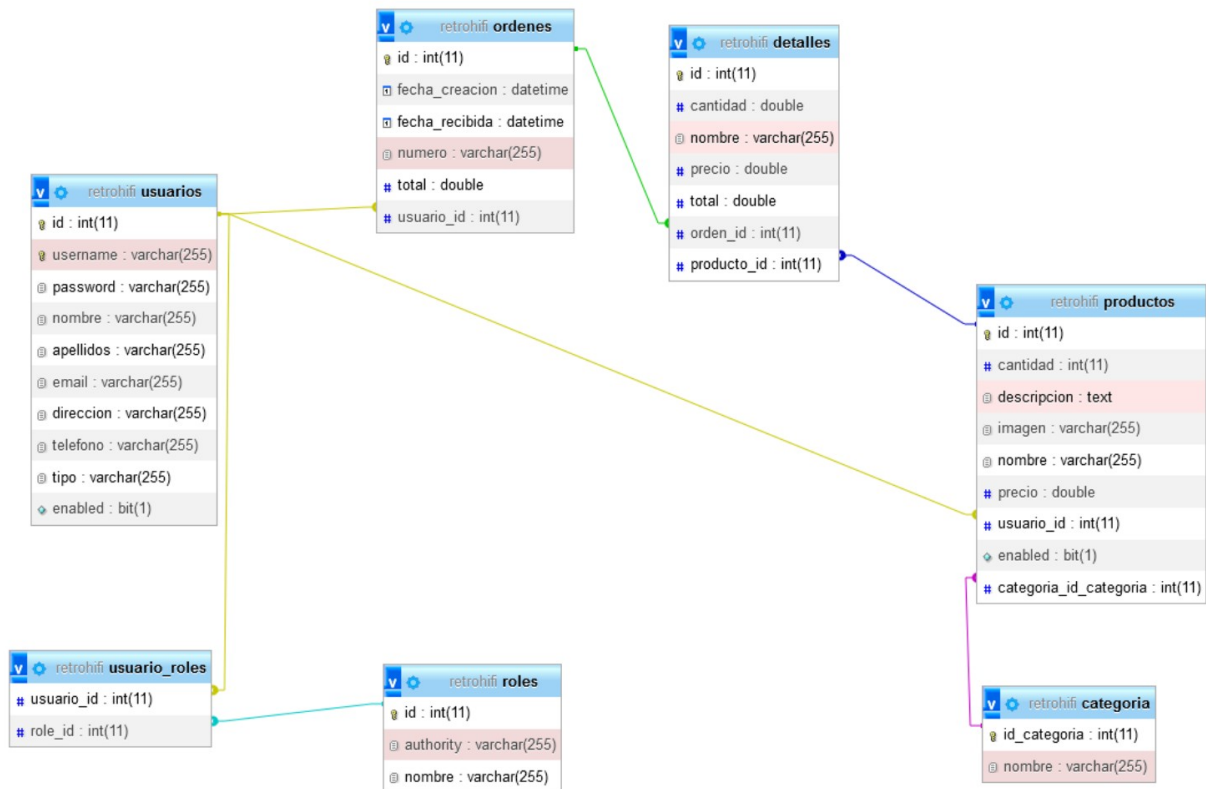 retrohifi ordenes
id : int(11)
fecha_creacion : datetime
fecha_recibida : datetime
numero : varchar(255)
total : double
usuario_id : int(11)
retrohifi detalles
id : int(11)
cantidad : double
nombre : varchar(255)
precio : double
total : double
orden_id : int(11)
producto_id : int(11)
retrohifi usuarios
id : int(11)
username : varchar(255)
password : varchar(255)
nombre : varchar(255)
apellidos : varchar(255)
email : varchar(255)
direccion : varchar(255)
telefono : varchar(255)
tipo : varchar(255)
enabled : bit(1)
retrohifi productos
id : int(11)
cantidad : int(11)
descripcion : text
imagen : varchar(255)
nombre : varchar(255)
precio : double
usuario_id : int(11)
enabled : bit(1)
categoria_id_categoria : int(11)
retrohifi usuario_roles
usuario_id : int(11)
role_id : int(11)
retrohifi roles
id : int(11)
authority : varchar(255)
nombre : varchar(255)
retrohifi categoria
id_categoria : int(11)
nombre : varchar(255)